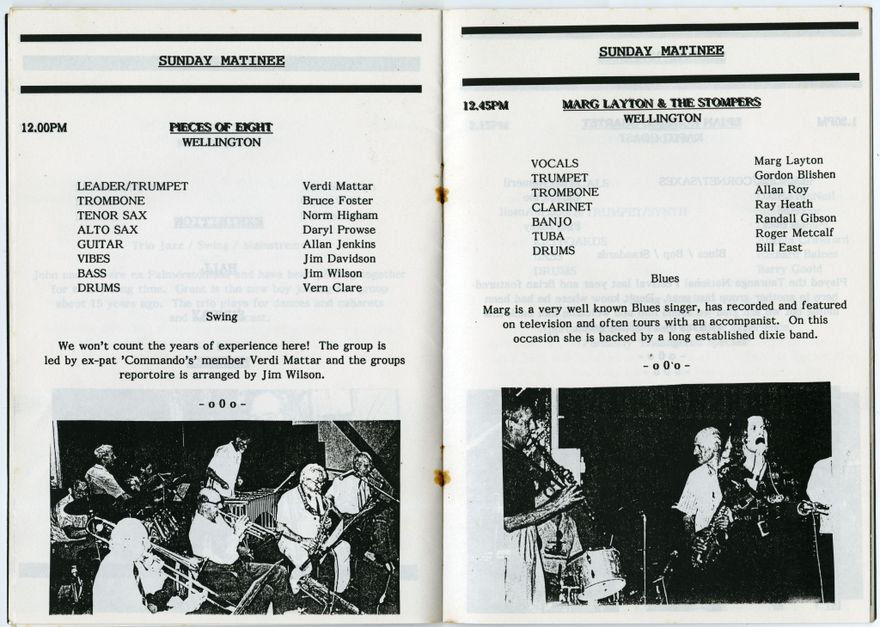 SUNDAY MATINEE
12.00PM PIECES OF EIGHT
WELLINGTON
LEADER/TRUMPET Verdi Mattar
TROMBONE Bruce Foster
TENOR SAX Norm Higham
ALTO SAX Daryl Prowse
GUITAR Allan Jenkins
VIBES Jim Davidson
BASS Jim Wilson
DRUMS Vern Clare
Swing
We won't count the years of experience here! The group is
led by ex-pat 'Commando's' member Verdi Mattar and the groups
reportoire is arranged by Jim Wilson.
- o 0 o -
SUNDAY MATINEE
12.45PM MARG LAYTON & THE STOMPERS
WELLINGTON
VOCALS Marg Layton
TRUMPET Gordon Blishen
TROMBONE Allan Roy
CLARINET Ray Heath
BANJO Randall Gibson
TUBA Roger Metcalf
DRUMS Bill East
Blues
Marg is a very well known Blues singer, has recorded and featured
on television and often tours with an accompanist. On this
occasion she is backed by a long established dixie band.
- o 0 o -